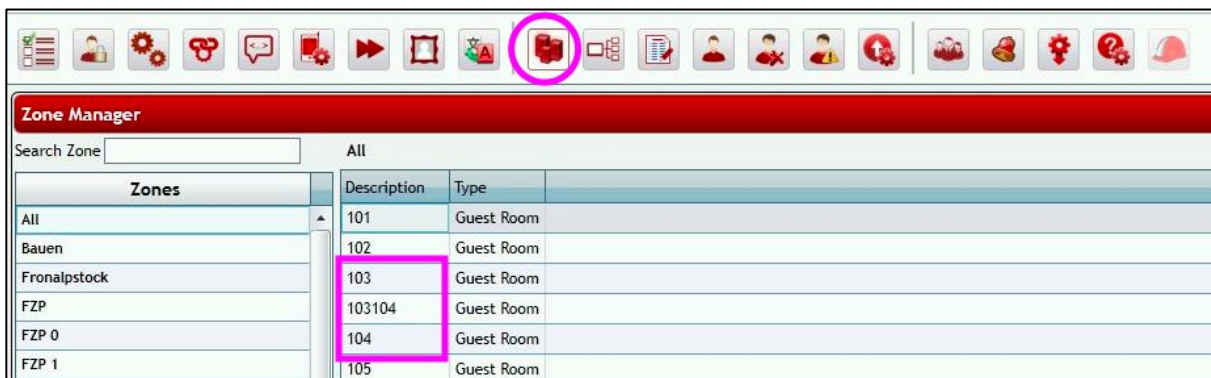 Zone Manager
Search Zone
All
Zones
Description Type
All
101 Guest Room
Bauen
102 Guest Room
Fronalpstock
103 Guest Room
FZP
103104 Guest Room
FZP 0
104 Guest Room
FZP 1
105 Guest Room